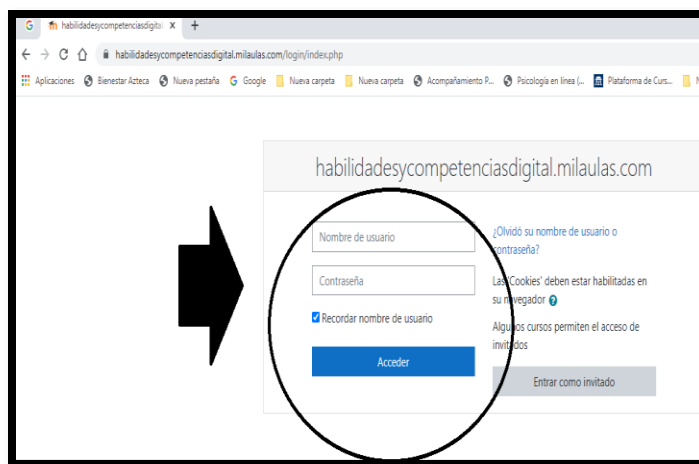 habilidadesycompetenciasdigital
habilidadesycompetenciasdigital.milaulas.com/login/index.php
Aplicaciones Bienestar Azteca Nueva pestaña Google Nueva carpeta Nueva carpeta Acompañamiento P... Psicología en línea (... Plataforma de Curs...
habilidadesycompetenciasdigital.milaulas.com
Nombre de usuario
Contraseña
Recordar nombre de usuario
Acceder
¿Olvidó su nombre de usuario o
contraseña?
Las 'Cookies' deben estar habilitadas en
su navegador
Algunos cursos permiten el acceso de
invitados
Entrar como invitado